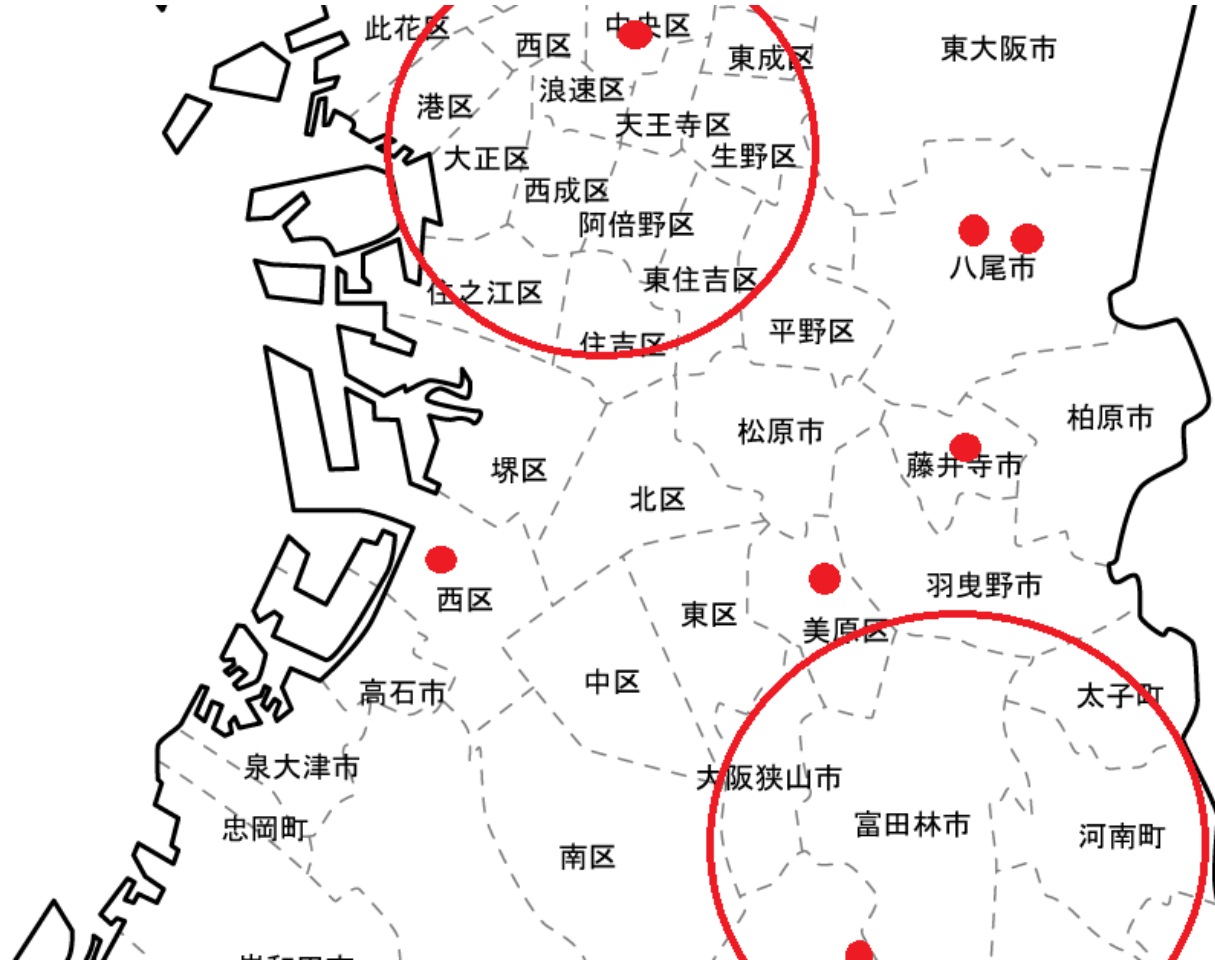 此花区
中央区
西区
東成区
東大阪市
浪速区
港区
天王寺区
大正区
生野区
西成区
阿倍野区
八尾市
東住吉区
住之江区
平野区
住吉区
柏原市
松原市
藤井寺市
堺区
北区
羽曳野市
西区
東区
美原区
中区
高石市
太子町
泉大津市
大阪狭山市
富田林市
忠岡町
河南町
南区
岸和田市